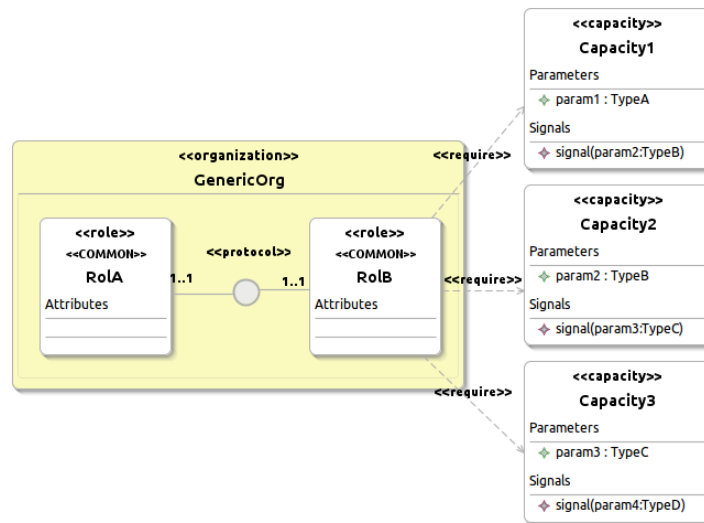 <<capacity>>
Capacity1
Parameters
param1 : TypeA
Signals
signal(param2:TypeB)
<<organization>>
GenericOrg
<<require>>
<<role>>
<<COMMON>>
RolA
Attributes
<<protocol>>
1..1
1..1
<<role>>
<<COMMON>>
RolB
Attributes
<<require>>
<<capacity>>
Capacity2
Parameters
param2 : TypeB
Signals
signal(param3:TypeC)
<<require>>
<<capacity>>
Capacity3
Parameters
param3 : TypeC
Signals
signal(param4:TypeD)